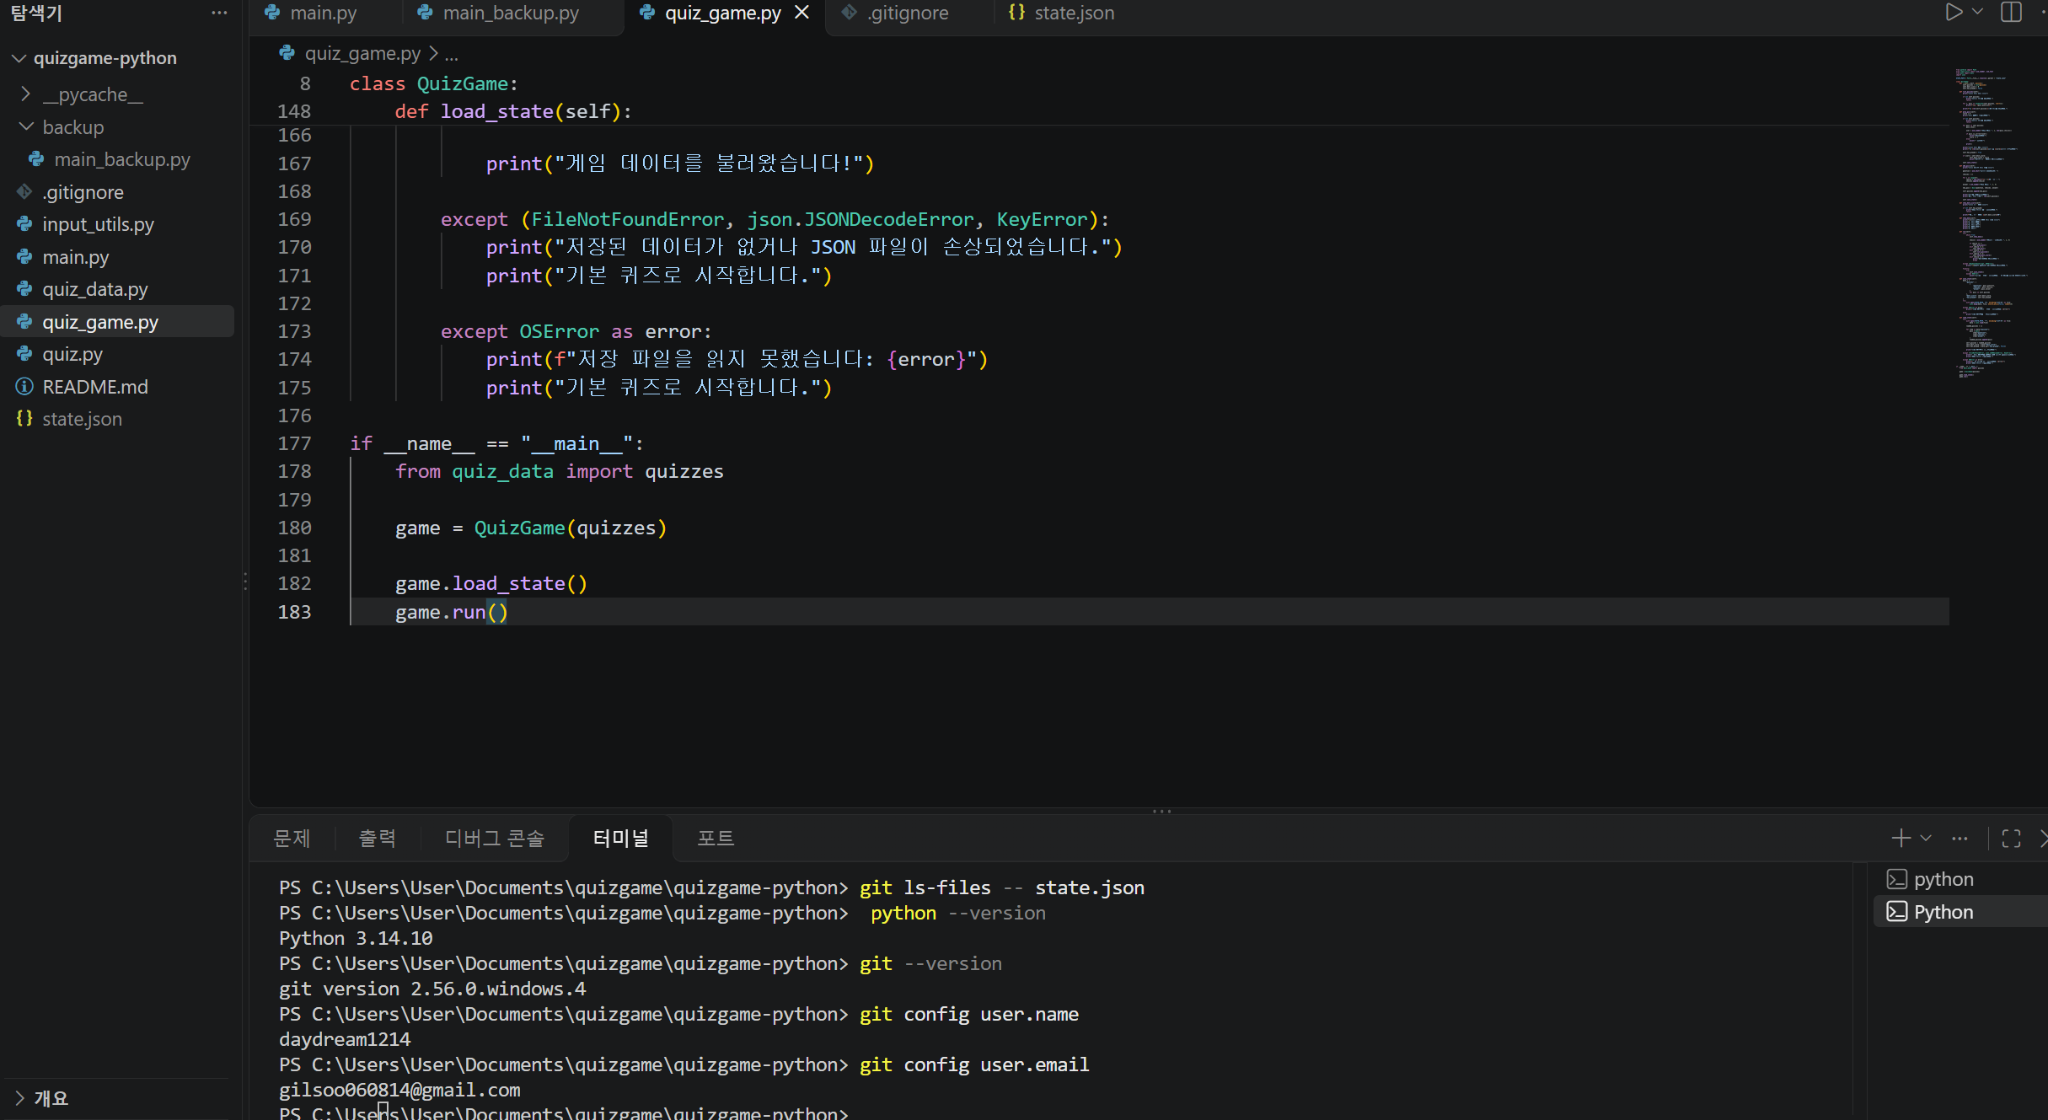 탐색기 ···
quizgame-python
__pycache__
backup
main_backup.py
.gitignore
input_utils.py
main.py
quiz_data.py
quiz_game.py
quiz.py
README.md
{} state.json
개요
main.py main_backup.py quiz_game.py .gitignore {} state.json
quiz_game.py > ...
8 class QuizGame:
148 def load_state(self):
166
167 print("게임 데이터를 불러왔습니다!")
168
169 except (FileNotFoundError, json.JSONDecodeError, KeyError):
170 print("저장된 데이터가 없거나 JSON 파일이 손상되었습니다.")
171 print("기본 퀴즈로 시작합니다.")
172
173 except OSError as error:
174 print(f"저장 파일을 읽지 못했습니다: {error}")
175 print("기본 퀴즈로 시작합니다.")
176
177 if __name__ == "__main__":
178 from quiz_data import quizzes
179
180 game = QuizGame(quizzes)
181
182 game.load_state()
183 game.run()
문제 출력 디버그 콘솔 터미널 포트
PS C:\Users\User\Documents\quizgame\quizgame-python> git ls-files -- state.json
PS C:\Users\User\Documents\quizgame\quizgame-python> python --version
Python 3.14.10
PS C:\Users\User\Documents\quizgame\quizgame-python> git --version
git version 2.56.0.windows.4
PS C:\Users\User\Documents\quizgame\quizgame-python> git config user.name
daydream1214
PS C:\Users\User\Documents\quizgame\quizgame-python> git config user.email
gilsoo060814@gmail.com
PS C:\Users\User\Documents\quizgame\quizgame-python>
python
Python